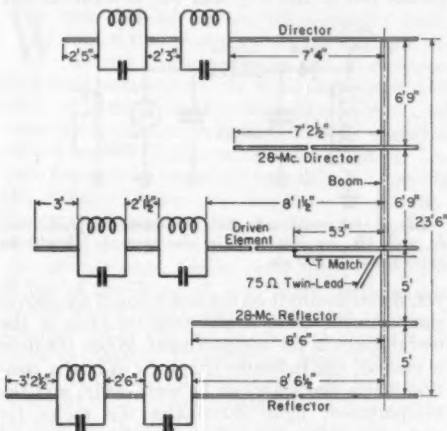 Director
2'5"
2'3"
7'4"
6'9"
7'2½"
28-Mc. Director
Boom
6'9"
23'6"
3'
2'1½"
8'1½"
Driven
Element
53"
T Match
75 Ω Twin-Lead
5'
28-Mc. Reflector
8'6"
5'
3'2½"
2'6"
8'6½"
Reflector